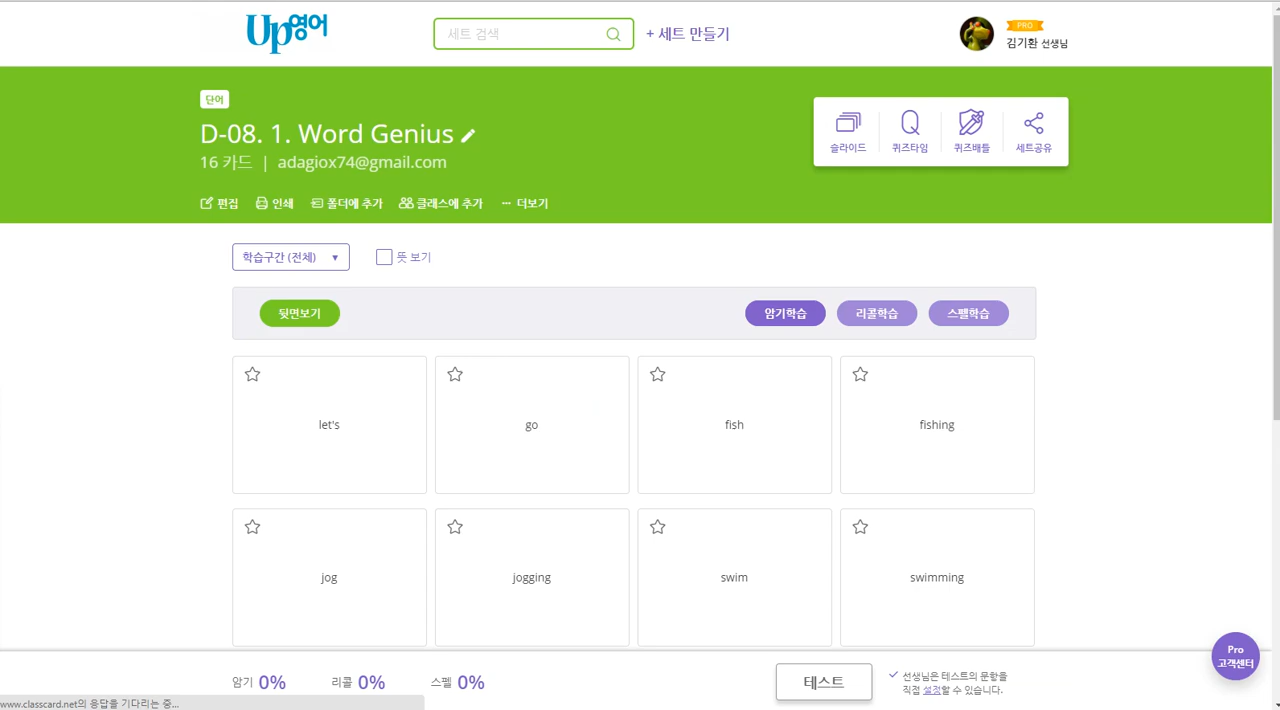 Up영어
세트 검색
+ 세트 만들기
PRO
김기환 선생님
단어
D-08. 1. Word Genius
16 카드 | adagiox74@gmail.com
슬라이드
퀴즈타임
퀴즈배틀
세트공유
편집
인쇄
폴더에 추가
클래스에 추가
··· 더보기
학습구간 (전체) ▼
뜻 보기
뒷면보기
암기학습
리콜학습
스펠학습
let's
go
fish
fishing
jog
jogging
swim
swimming
암기 0%
리콜 0%
스펠 0%
테스트
선생님은 테스트의 문항을
직접 설정할 수 있습니다.
Pro
고객센터
www.classcard.net의 응답을 기다리는 중...